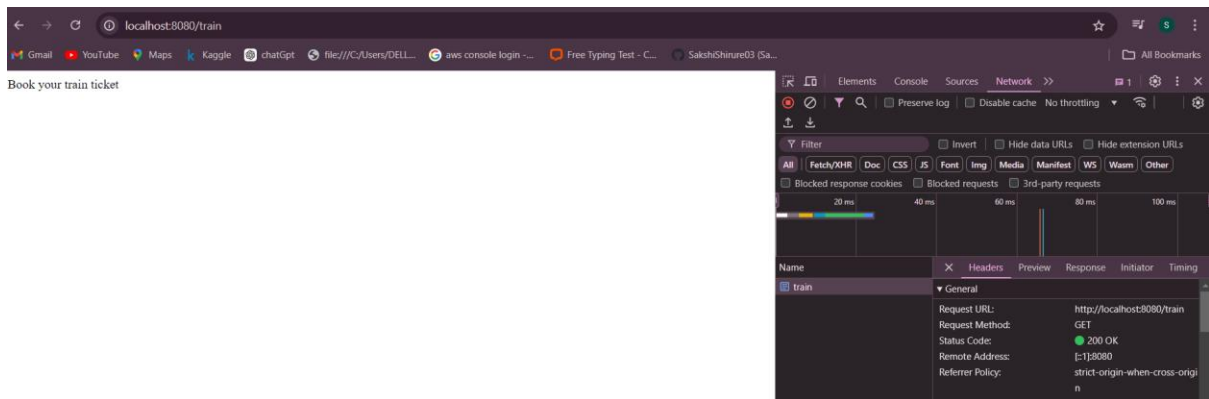 localhost:8080/train
S
Gmail YouTube Maps Kaggle chatGpt file:///C:/Users/DELL... aws console login -... Free Typing Test - C... SakshiShirure03 (Sa... All Bookmarks
Book your train ticket
Elements Console Sources Network 1
Preserve log Disable cache No throttling
Filter Invert Hide data URLs Hide extension URLs
All Fetch/XHR Doc CSS JS Font Img Media Manifest WS Wasm Other
Blocked response cookies Blocked requests 3rd-party requests
20 ms 40 ms 60 ms 80 ms 100 ms
Name Headers Preview Response Initiator Timing
train General
Request URL: http://localhost:8080/train
Request Method: GET
Status Code: 200 OK
Remote Address: [::1]:8080
Referrer Policy: strict-origin-when-cross-origi
n